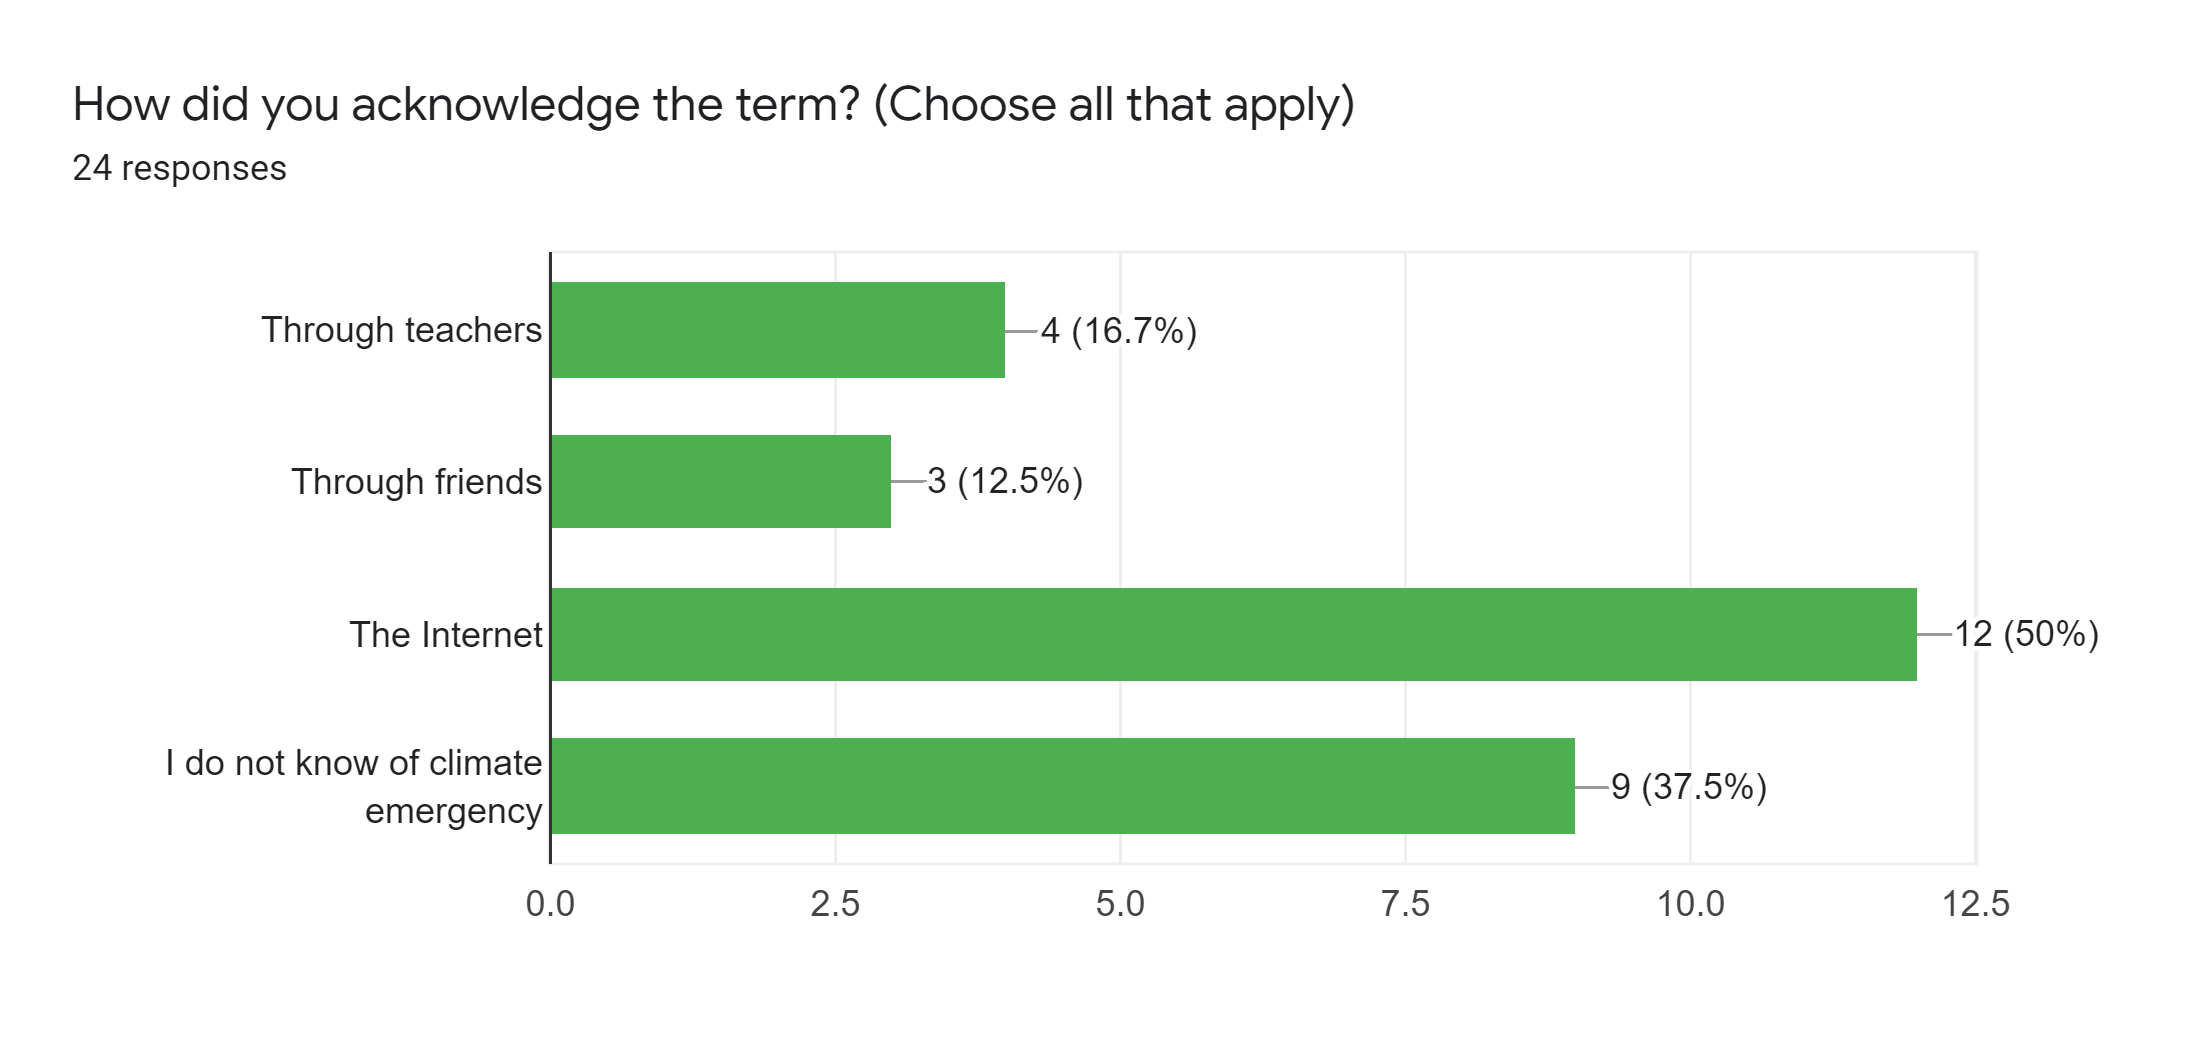 How did you acknowledge the term? (Choose all that apply)
24 responses
Through teachers
4 (16.7%)
Through friends
3 (12.5%)
The Internet
12 (50%)
I do not know of climate
emergency
9 (37.5%)
0.0 2.5 5.0 7.5 10.0 12.5